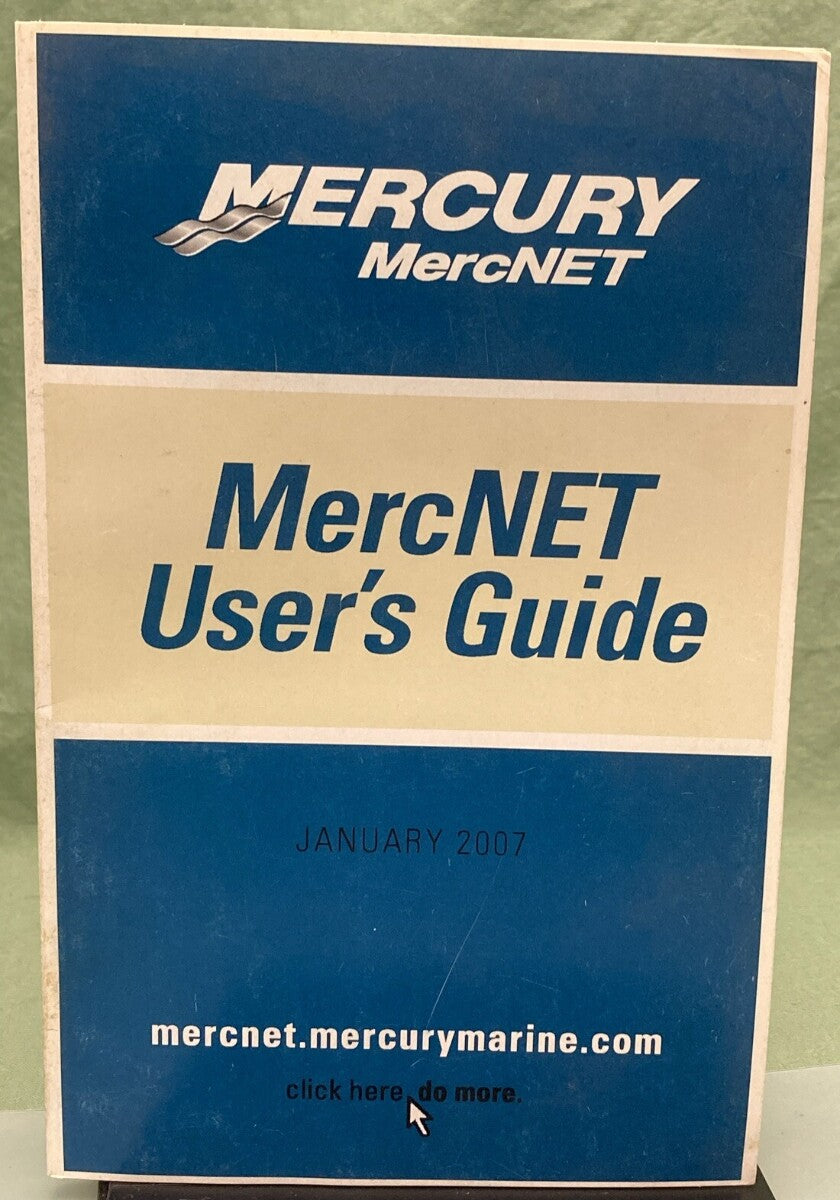 MERCURY
MercNET
MercNET
User's Guide
JANUARY 2007
mercnet.mercurymarine.com
click here, do more.